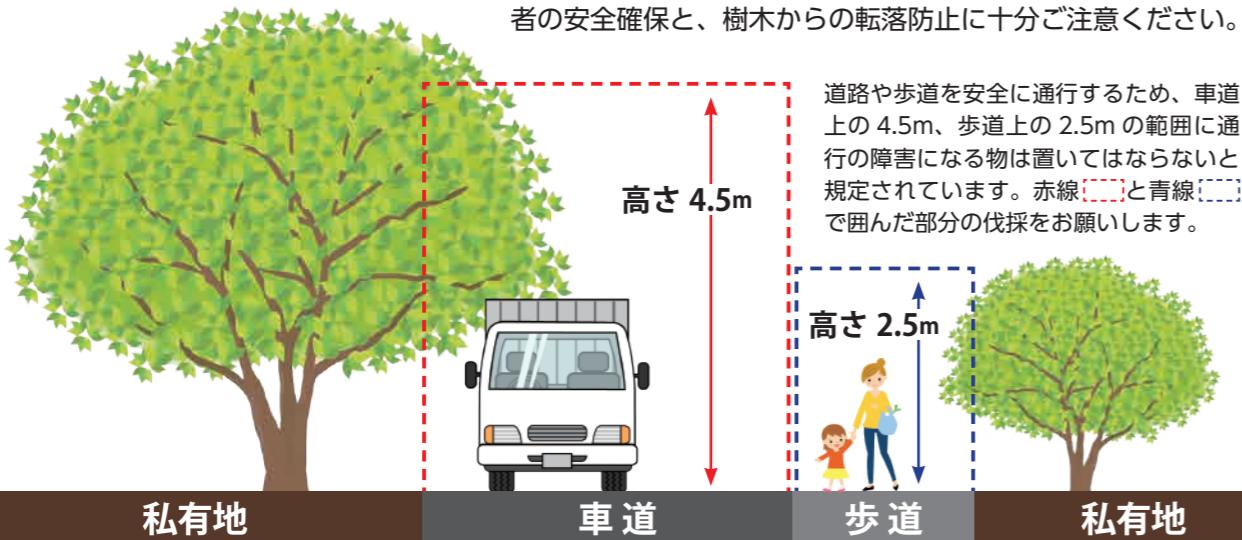 者の安全確保と、樹木からの転落防止に十分ご注意ください。
道路や歩道を安全に通行するため、車道
上の 4.5m、歩道上の 2.5m の範囲に通
行の障害になる物は置いてはならないと
規定されています。赤線と青線
で囲んだ部分の伐採をお願いします。
高さ 4.5m
高さ 2.5m
私有地
車道
歩道
私有地